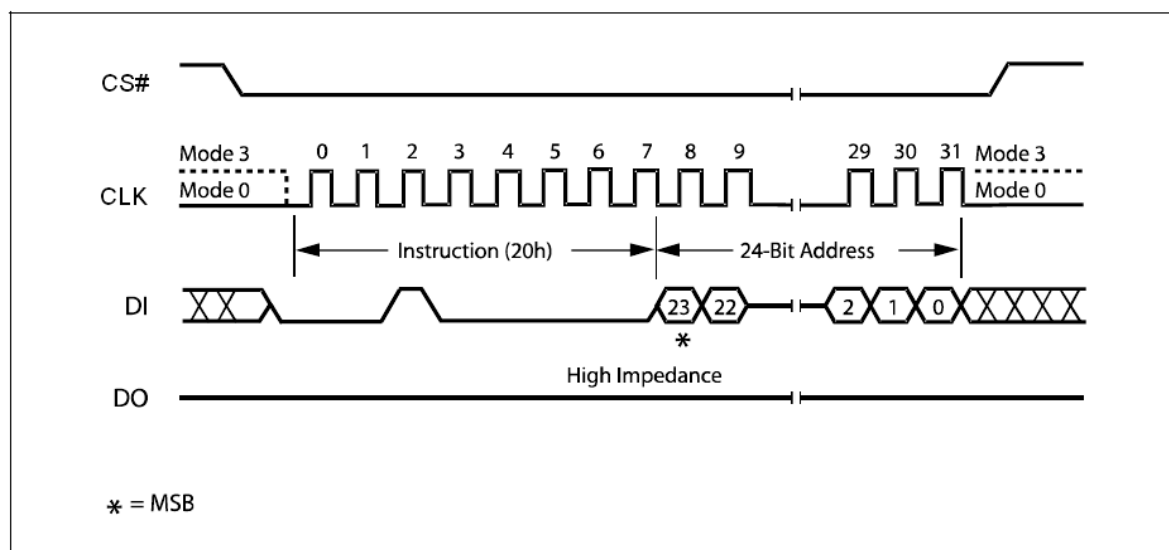 CS#
Mode 3 0 1 2 3 4 5 6 7 8 9 29 30 31 Mode 3
CLK Mode 0 Mode 0
Instruction (20h) 24-Bit Address
DI 23 22 2 1 0
*
High Impedance
DO
* = MSB